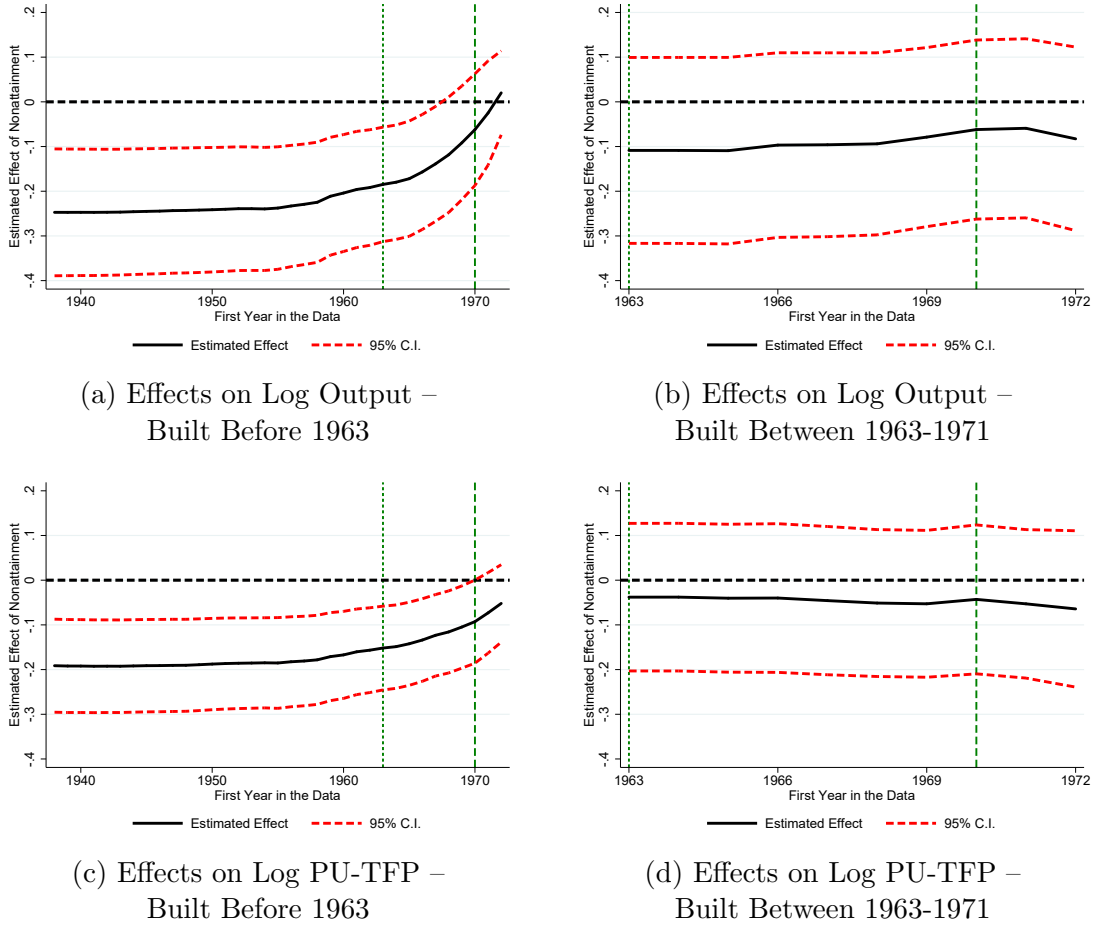 Estimated Effect of Nonattainment
.2
.1
0
-.1
-.2
-.3
-.4
1940 1950 1960 1970
First Year in the Data
Estimated Effect 95% C.I.
(a) Effects on Log Output –
Built Before 1963
Estimated Effect of Nonattainment
.2
.1
0
-.1
-.2
-.3
-.4
1963 1966 1969 1972
First Year in the Data
Estimated Effect 95% C.I.
(b) Effects on Log Output –
Built Between 1963-1971
Estimated Effect of Nonattainment
.2
.1
0
-.1
-.2
-.3
-.4
1940 1950 1960 1970
First Year in the Data
Estimated Effect 95% C.I.
(c) Effects on Log PU-TFP –
Built Before 1963
Estimated Effect of Nonattainment
.2
.1
0
-.1
-.2
-.3
-.4
1963 1966 1969 1972
First Year in the Data
Estimated Effect 95% C.I.
(d) Effects on Log PU-TFP –
Built Between 1963-1971